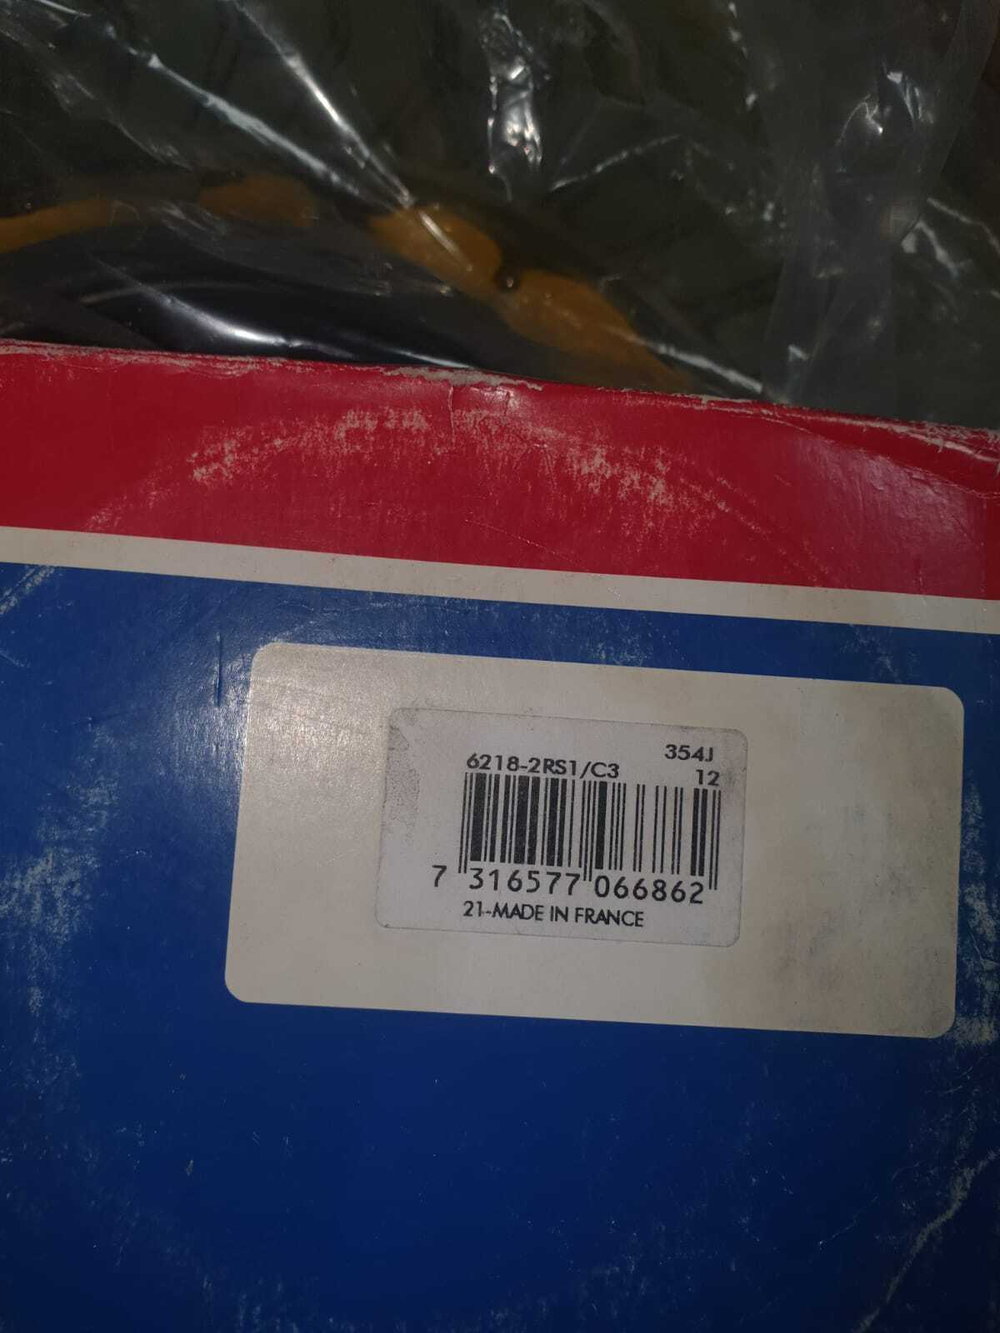 354J
6218-2RS1/C3 12
7 316577 066862
21-MADE IN FRANCE